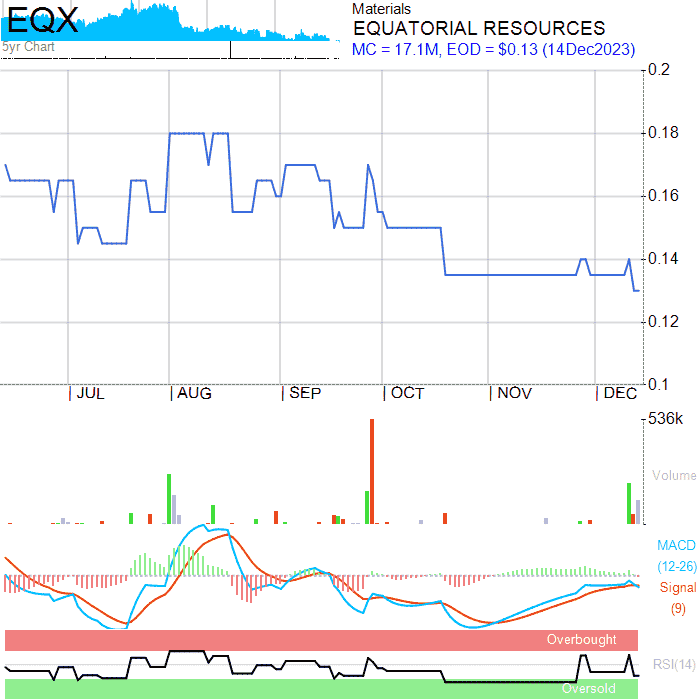 EQX
5yr Chart
Materials
EQUATORIAL RESOURCES
MC = 17.1M, EOD = $0.13 (14Dec2023)
0.2
0.18
0.16
0.14
0.12
0.1
JUL AUG SEP OCT NOV DEC
536k
Volume
MACD
(12-26)
Signal
(9)
Overbought
RSI(14)
Oversold